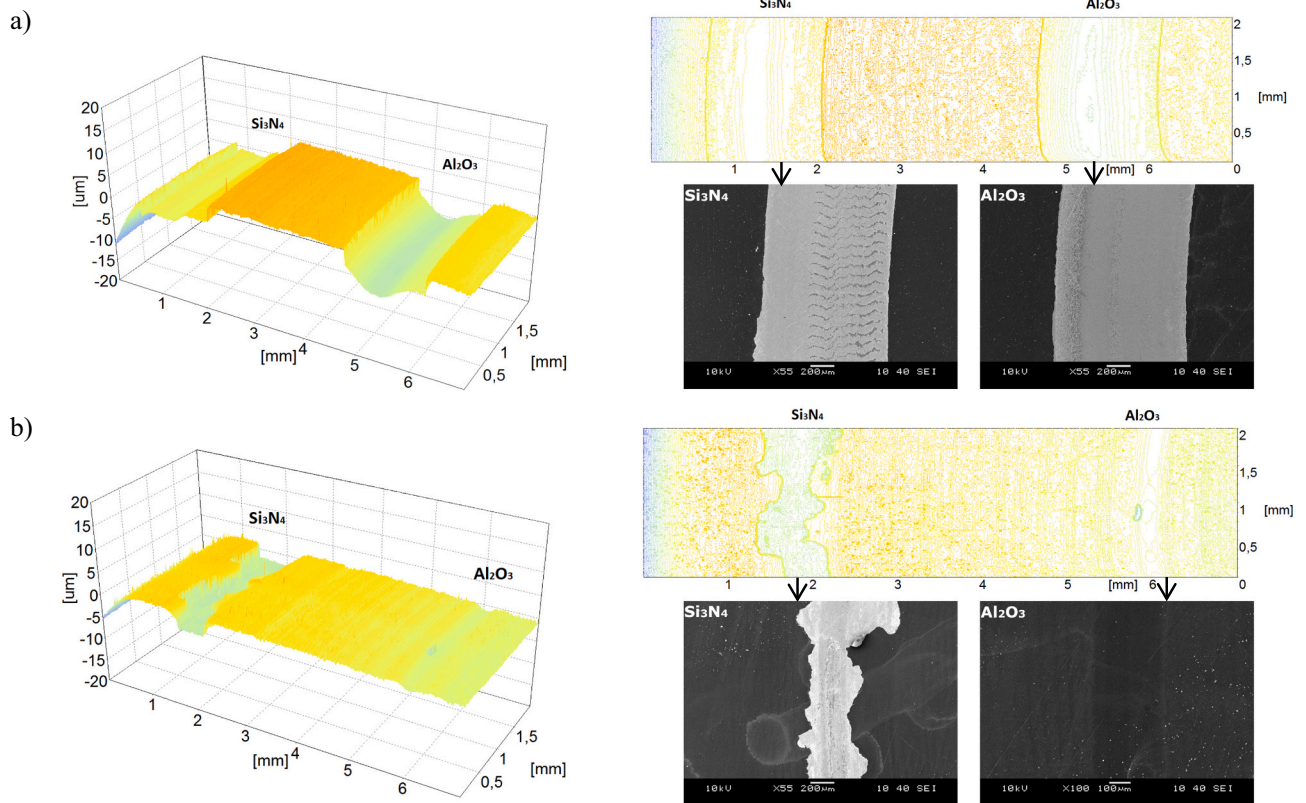 a)
20
15
10
5
0
-5
-10
-15
-20
[um]
Si₃N₄
Al₂O₃
1
2
3
4
5
6
[mm]
0,5
1
1,5
[mm]
Si₃N₄ Al₂O₃
2
1,5
1
0,5
0
[mm]
1 2 3 4 5 [mm] 6 0
Si₃N₄
10kV X55 200µm 10 40 SEI
Al₂O₃
10kV X55 200µm 10 40 SEI
b)
20
15
10
5
0
-5
-10
-15
-20
[um]
Si₃N₄
Al₂O₃
1
2
3
4
5
6
[mm]
0,5
1
1,5
[mm]
Si₃N₄ Al₂O₃
2
1,5
1
0,5
[mm]
1 2 3 4 5 [mm] 6 0
Si₃N₄
10kV X55 200µm 10 40 SEI
Al₂O₃
10kV X100 100µm 10 40 SEI